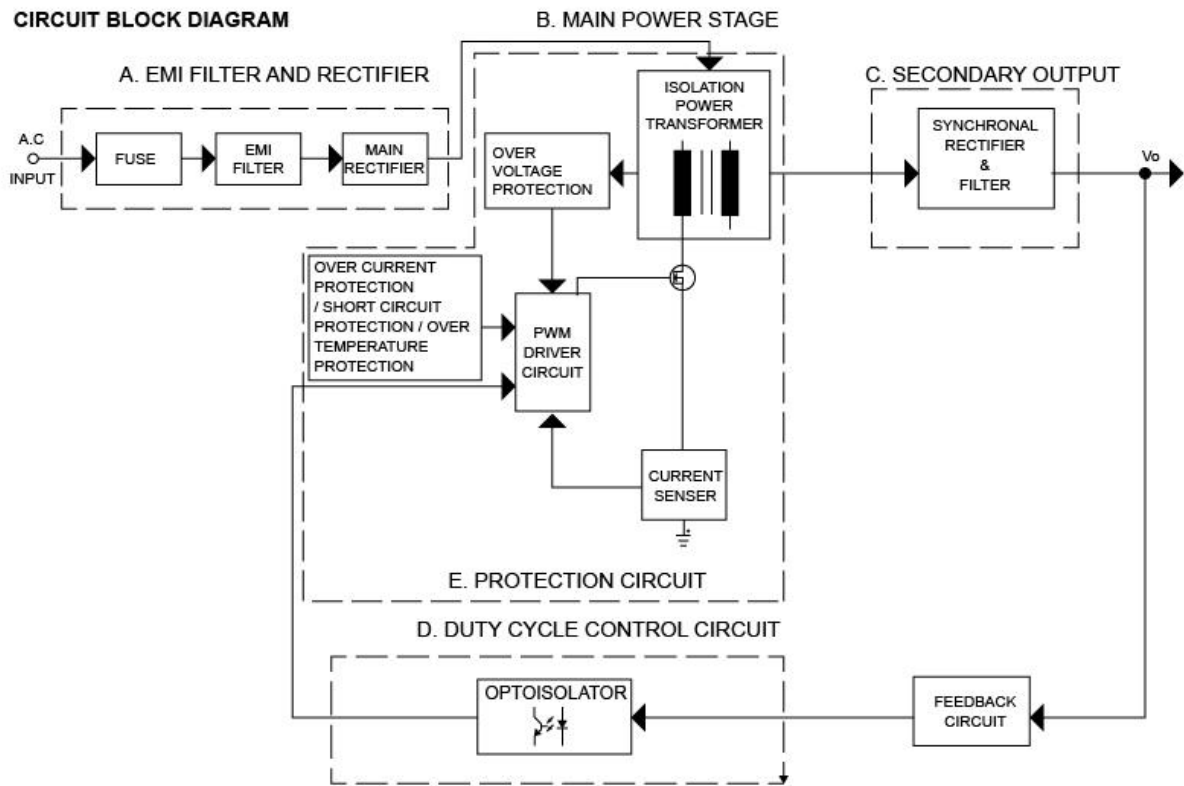 CIRCUIT BLOCK DIAGRAM
B. MAIN POWER STAGE
A. EMI FILTER AND RECTIFIER
C. SECONDARY OUTPUT
A.C
INPUT
FUSE
EMI
FILTER
MAIN
RECTIFIER
OVER
VOLTAGE
PROTECTION
ISOLATION
POWER
TRANSFORMER
SYNCHRONAL
RECTIFIER
&
FILTER
Vo
OVER CURRENT
PROTECTION
/ SHORT CIRCUIT
PROTECTION / OVER
TEMPERATURE
PROTECTION
PWM
DRIVER
CIRCUIT
CURRENT
SENSER
E. PROTECTION CIRCUIT
D. DUTY CYCLE CONTROL CIRCUIT
OPTOISOLATOR
FEEDBACK
CIRCUIT